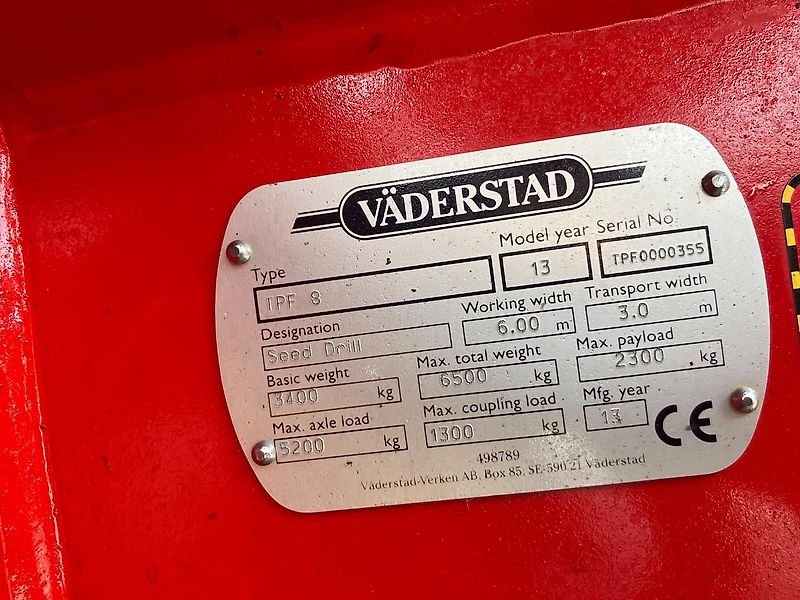 VÄDERSTAD
Type Model year Serial No.
TPF 8 13 TPF0000355
Designation Working width Transport width
Seed Drill 6.00 m 3.0 m
Basic weight Max. total weight Max. payload
3400 kg 6500 kg 2300 kg
Max. axle load Max. coupling load Mfg. year
5200 kg 1300 kg 13 CE
498789
Väderstad-Verken AB, Box 85, SE-590 21 Väderstad